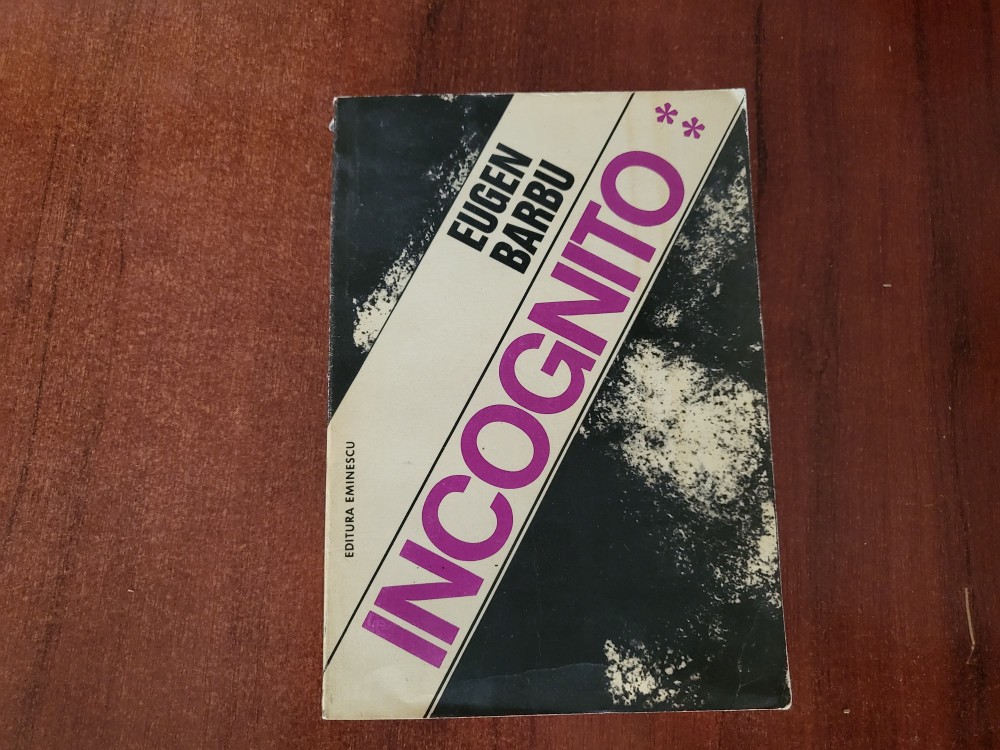 EUGEN
BARBU
INCOGNITO **
EDITURA EMINESCU